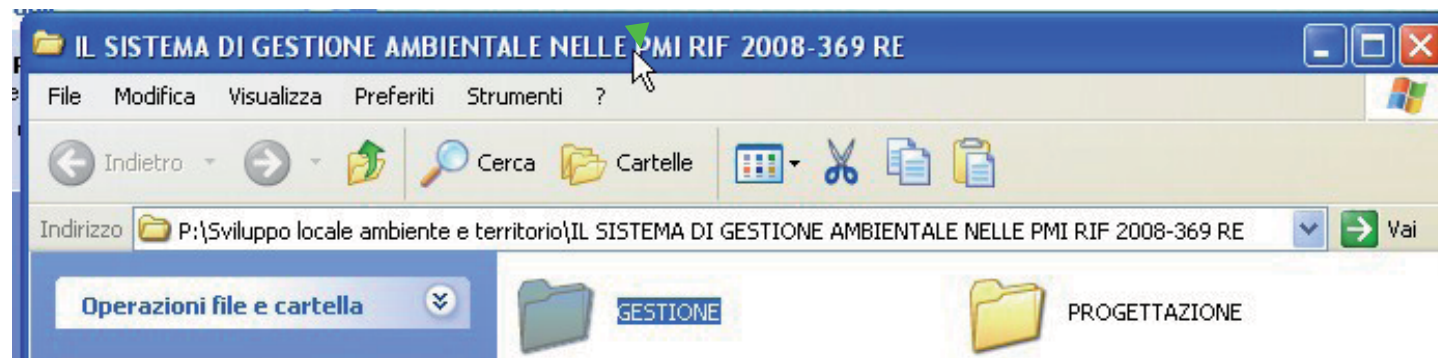 IL SISTEMA DI GESTIONE AMBIENTALE NELLE PMI RIF 2008-369 RE
File Modifica Visualizza Preferiti Strumenti ?
Indietro Cerca Cartelle
Indirizzo P:\Sviluppo locale ambiente e territorio\IL SISTEMA DI GESTIONE AMBIENTALE NELLE PMI RIF 2008-369 RE Vai
Operazioni file e cartella GESTIONE PROGETTAZIONE